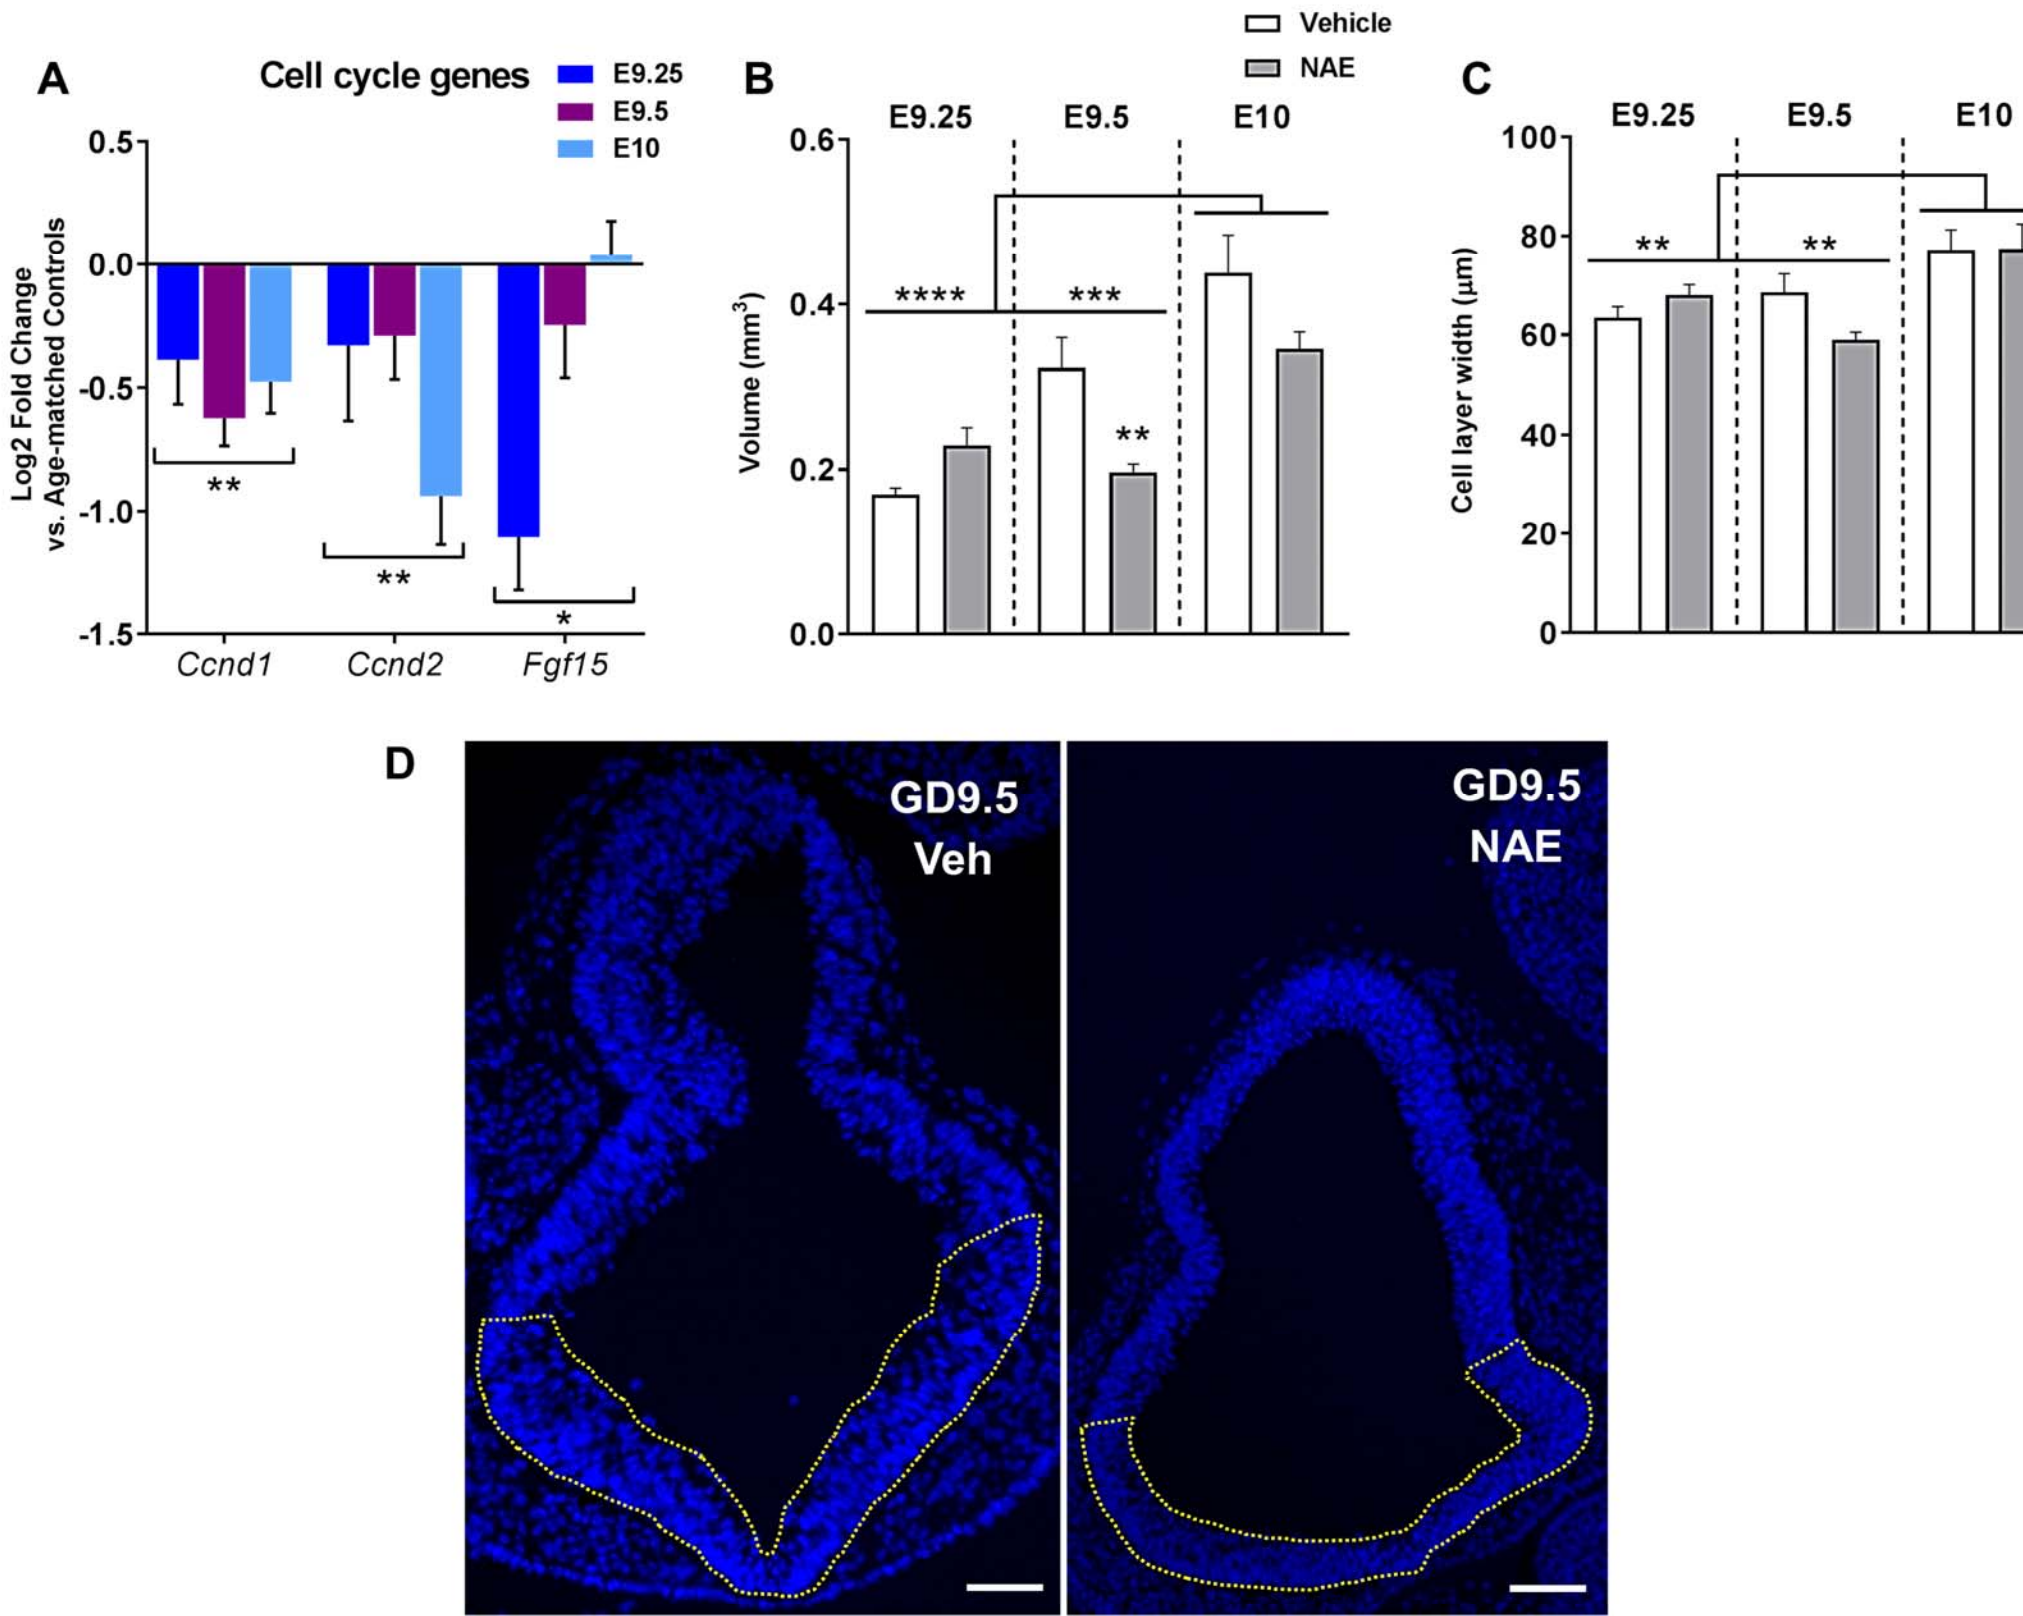 A
Cell cycle genes
E9.25
E9.5
E10
0.5
0.0
-0.5
-1.0
-1.5
Log2 Fold Change
vs. Age-matched Controls
**
**
*
Ccnd1
Ccnd2
Fgf15
Vehicle
NAE
B
E9.25
E9.5
E10
0.6
0.4
0.2
0.0
Volume (mm³)
****
***
**
C
E9.25
E9.5
E10
100
80
60
40
20
0
Cell layer width (µm)
**
**
D
GD9.5
Veh
GD9.5
NAE